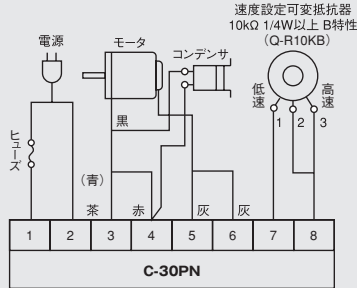 速度設定可変抵抗器
10kΩ 1/4W以上 B特性
(Q-R10KB)
電源
モータ
コンデンサ
低速
高速
1
2
3
黒
ヒューズ
(青)
茶
赤
灰
灰
1 2 3 4 5 6 7 8
C-30PN